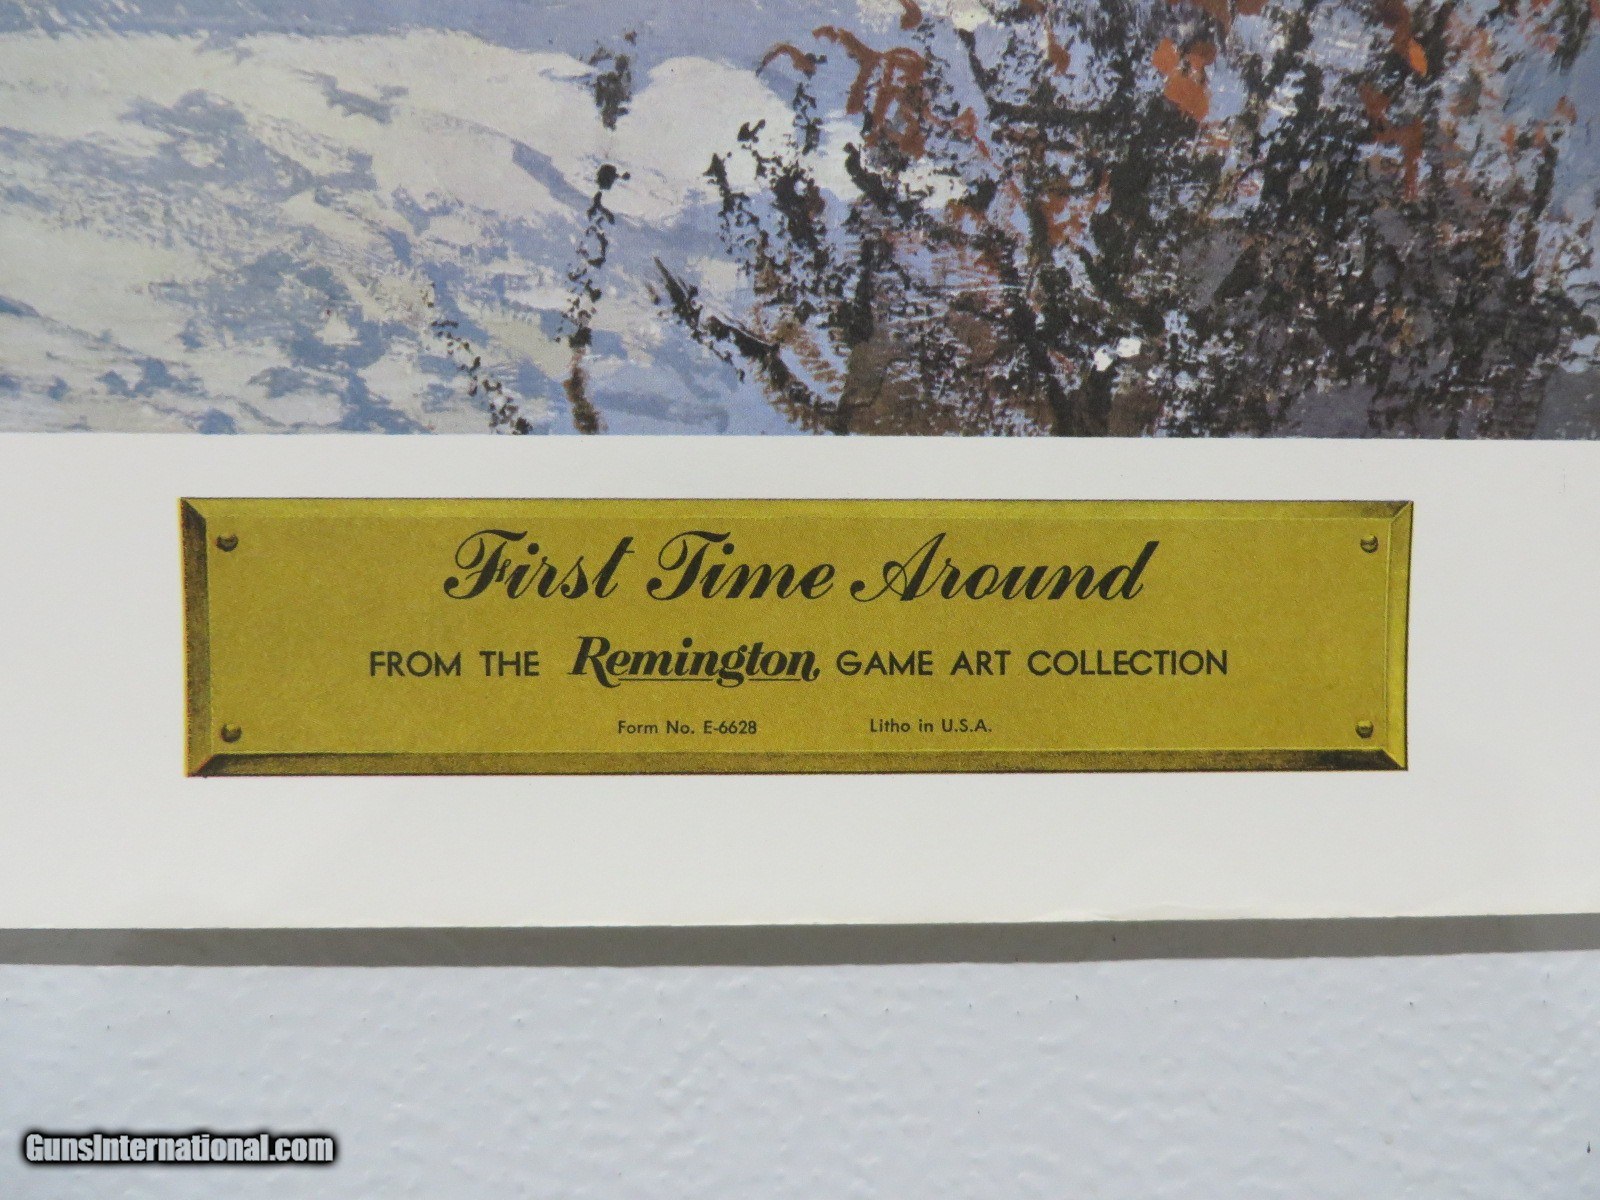 First Time Around
FROM THE Remington GAME ART COLLECTION
Form No. E-6628 Litho in U.S.A.
GunsInternational.com